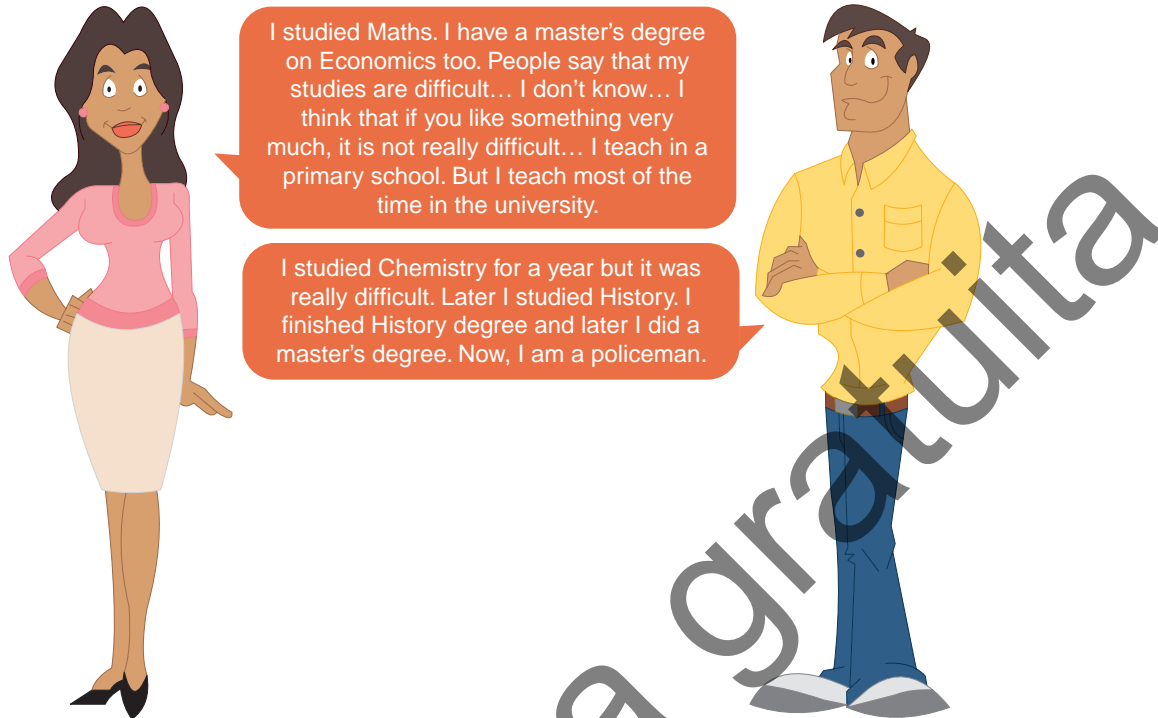 I studied Maths. I have a master’s degree
on Economics too. People say that my
studies are difficult… I don’t know… I
think that if you like something very
much, it is not really difficult… I teach in a
primary school. But I teach most of the
time in the university.
I studied Chemistry for a year but it was
really difficult. Later I studied History. I
finished History degree and later I did a
master’s degree. Now, I am a policeman.
a gratuita